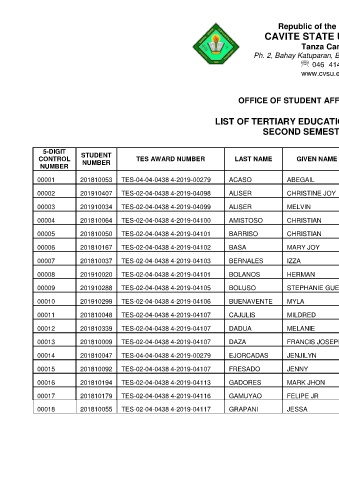 Republic of the
CAVITE STATE
Tanza Car
Ph. 2, Bahay Katuparan, B
☏ 046 414
www.cvsu.e
OFFICE OF STUDENT AFF
LIST OF TERTIARY EDUCATI
SECOND SEMEST
5-DIGIT CONTROL NUMBER STUDENT NUMBER TES AWARD NUMBER LAST NAME GIVEN NAME
00001 201810053 TES-04-04-0438 4-2019-00279 ACASO ABEGAIL
00002 201910407 TES-02-04-0438 4-2019-04098 ALISER CHRISTINE JOY
00003 201910034 TES-02-04-0438 4-2019-04099 ALISER MELVIN
00004 201810064 TES-02-04-0438 4-2019-04100 AMISTOSO CHRISTIAN
00005 201810050 TES-02-04-0438 4-2019-04101 BARRISO CHRISTIAN
00006 201810167 TES-02-04-0438 4-2019-04102 BASA MARY JOY
00007 201810037 TES-02-04-0438 4-2019-04103 BERNALES IZZA
00008 201910020 TES-02-04-0438 4-2019-04101 BOLANOS HERMAN
00009 201910288 TES-02-04-0438 4-2019-04105 BOLUSO STEPHANIE GUE
00010 201910299 TES-02-04-0438 4-2019-04106 BUENAVENTE MYLA
00011 201810048 TES-02-04-0438 4-2019-04107 CAJULIS MILDRED
00012 201810339 TES-02-04-0438 4-2019-04107 DADUA MELANIE
00013 201810009 TES-02-04-0438 4-2019-04107 DAZA FRANCIS JOSEP
00014 201810047 TES-02-04-0438 4-2019-00279 EJORCADAS JENJILYN
00015 201810092 TES-02-04-0438 4-2019-04107 FRESADO JENNY
00016 201810194 TES-02-04-0438 4-2019-04113 GADORES MARK JHON
00017 201810179 TES-02-04-0438 4-2019-04116 GAMUYAO FELIPE JR
00018 201810055 TES-02-04-0438 4-2019-04117 GRAPANI JESSA